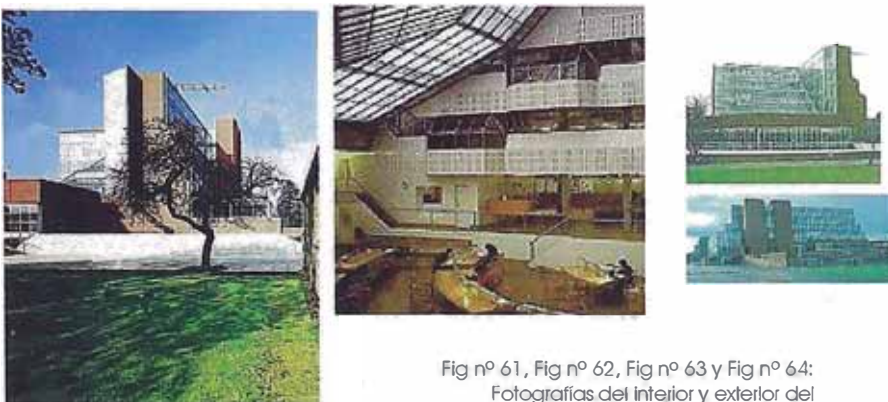 Fig nº 61, Fig nº 62, Fig nº 63 y Fig nº 64:
Fotografías del interior y exterior del